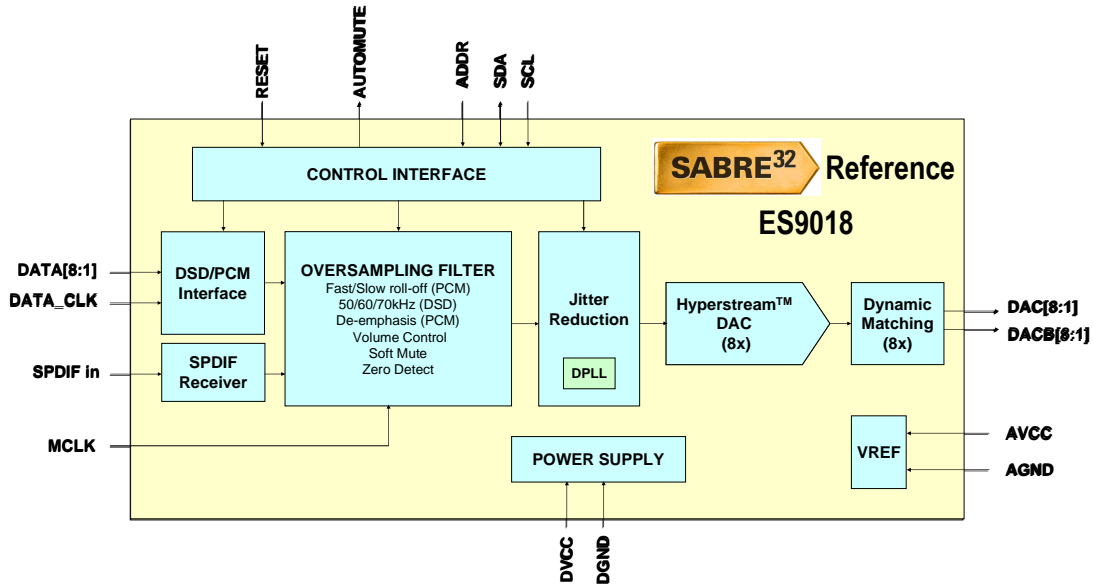 RESET
AUTOMUTE
ADDR
SDA
SCL
CONTROL INTERFACE
SABRE32 Reference
ES9018
DATA[8:1]
DATA_CLK
DSD/PCM
Interface
OVERSAMPLING FILTER
Fast/Slow roll-off (PCM)
50/60/70kHz (DSD)
De-emphasis (PCM)
Volume Control
Soft Mute
Zero Detect
Jitter
Reduction
DPLL
Hyperstream™
DAC
(8x)
Dynamic
Matching
(8x)
DAC[8:1]
DACB[8:1]
SPDIF in
SPDIF
Receiver
MCLK
POWER SUPPLY
VREF
AVCC
AGND
DVCC
DGND